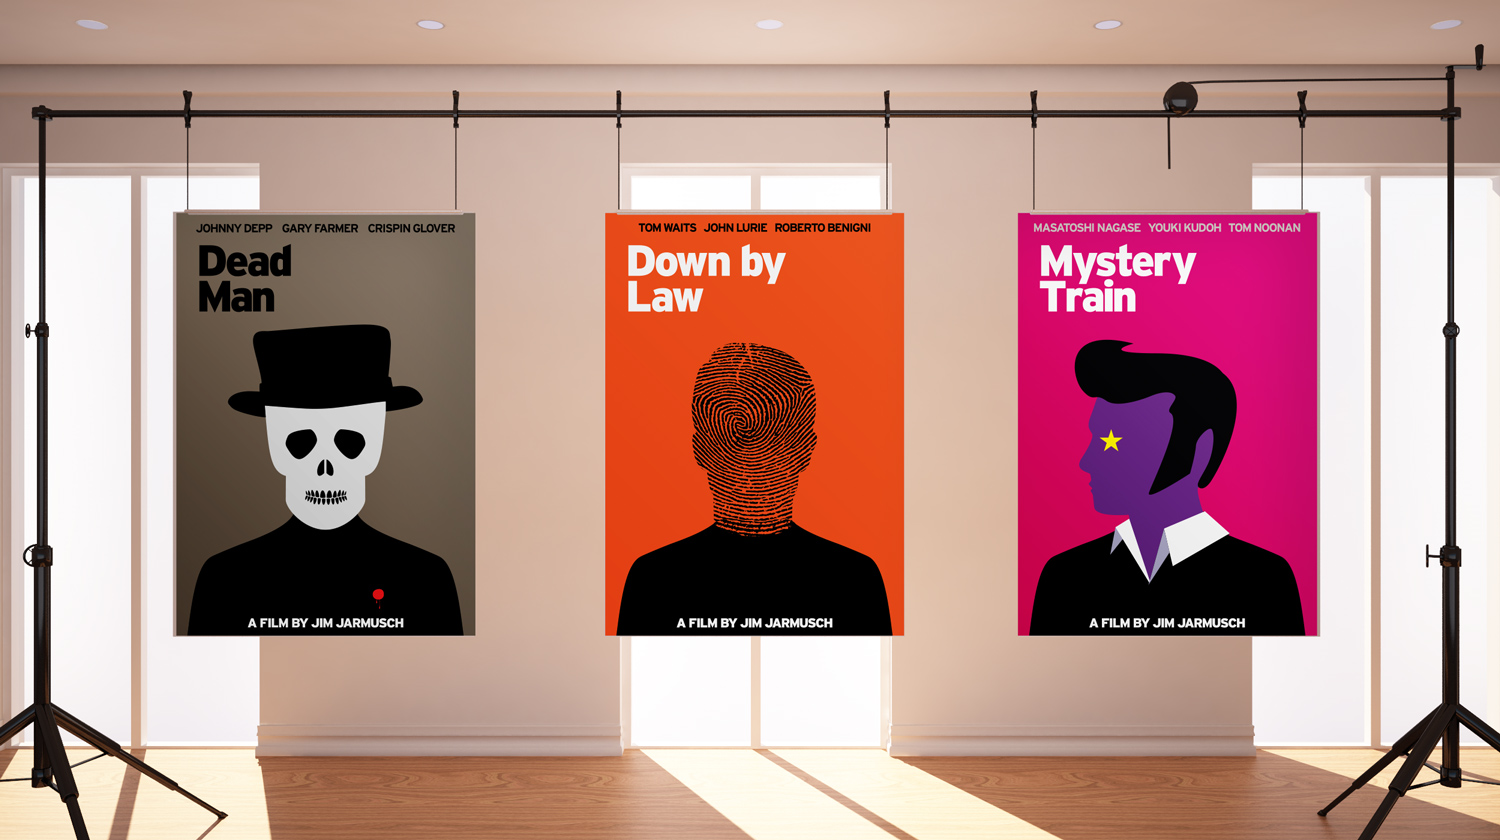 JOHNNY DEPP GARY FARMER CRISPIN GLOVER
Dead
Man
A FILM BY JIM JARMUSCH
TOM WAITS JOHN LURIE ROBERTO BENIGNI
Down by
Law
A FILM BY JIM JARMUSCH
MASATOSHI NAGASE YOUKI KUDOH TOM NOONAN
Mystery
Train
A FILM BY JIM JARMUSCH